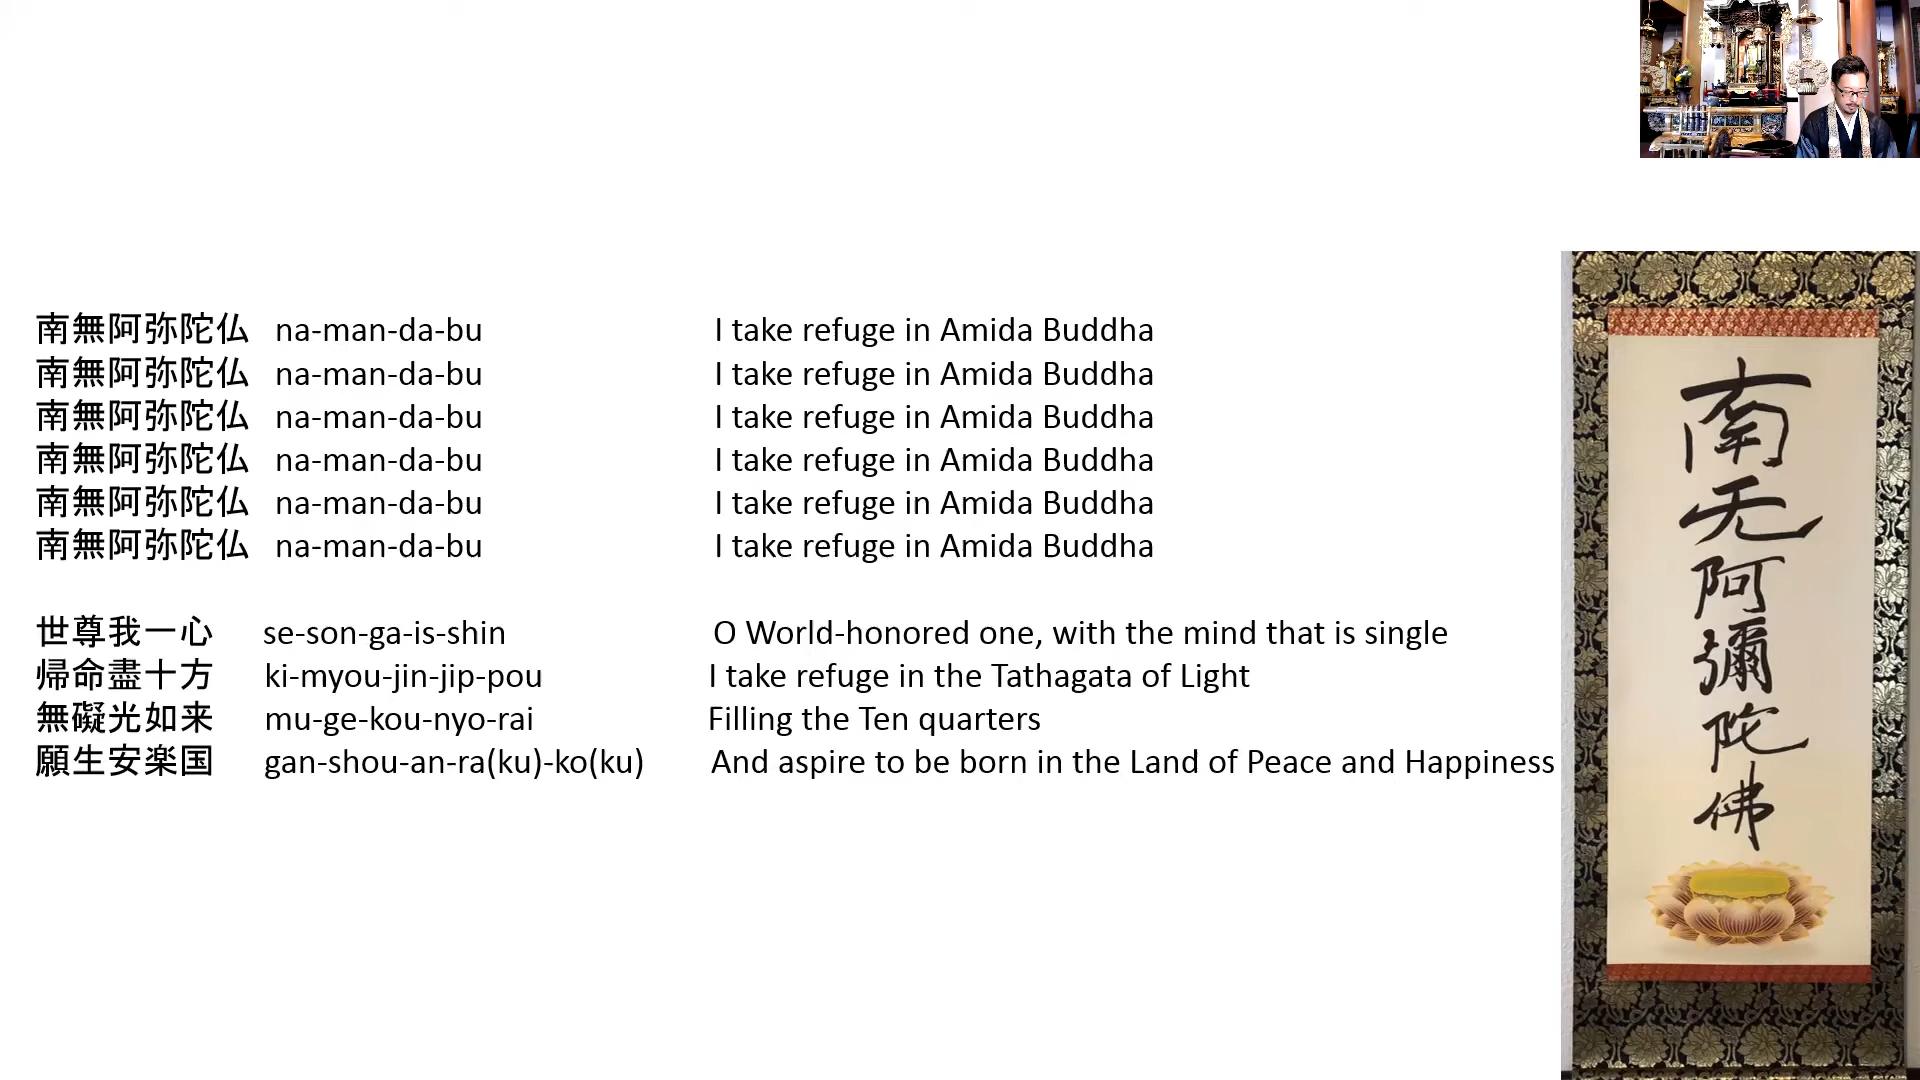 南無阿弥陀仏 na-man-da-bu I take refuge in Amida Buddha
南無阿弥陀仏 na-man-da-bu I take refuge in Amida Buddha
南無阿弥陀仏 na-man-da-bu I take refuge in Amida Buddha
南無阿弥陀仏 na-man-da-bu I take refuge in Amida Buddha
南無阿弥陀仏 na-man-da-bu I take refuge in Amida Buddha
南無阿弥陀仏 na-man-da-bu I take refuge in Amida Buddha
世尊我一心 se-son-ga-is-shin O World-honored one, with the mind that is single
帰命盡十方 ki-myou-jin-jip-pou I take refuge in the Tathagata of Light
無礙光如来 mu-ge-kou-nyo-rai Filling the Ten quarters
願生安楽国 gan-shou-an-ra(ku)-ko(ku) And aspire to be born in the Land of Peace and Happiness
南无阿彌陀佛